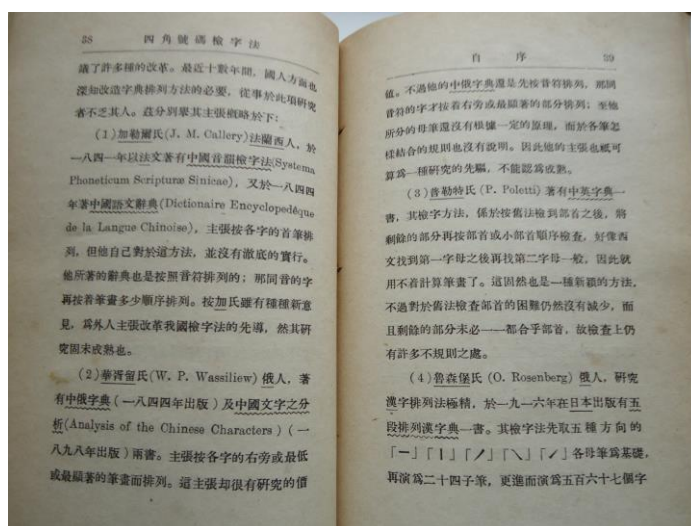 38 四角號碼檢字法
議了許多種的改革。最近十數年間，國人方面也
深知改造字典排列方法的必要，從事於此項硏究
者不乏其人。茲分別舉其主張槪略於下：
(1)加勒爾氏(J. M. Callery)法蘭西人，於
一八四一年以法文著有中國音韻檢字法(Systema
Phoneticum Scripturæ Sinicae)，又於一八四四
年著中國語文辭典(Dictionaire Encyclopedéque
de la Langue Chinoise)，主張按各字的首筆排
列，但他自己對於這方法，並沒有澈底的實行。
他所著的辭典也是按照音符排列的；那同音的字
再按着筆畫多少順序排列。按加氏雖有種種新意
見，爲外人主張改革我國檢字法的先導，然其硏
究固未成熟也。
(2)華胥留氏(W. P. Wassiliew)俄人，著
有中俄字典(一八四四年出版)及中國文字之分
析(Analysis of the Chinese Characters)(一
八九八年出版)兩書。主張按各字的右旁或最低
或最顯著的筆畫而排列。這主張却很有硏究的價
自序 39
値。不過他的中俄字典還是先按音符排列，那同
音符的字才按着右旁或最顯著的部分排列；至他
所分的母筆還沒有根據一定的原理，而於各筆怎
樣結合的規則也沒有說明。因此他的主張也祇可
算爲一種硏究的先驅，不能認爲成熟。
(3)普勒特氏(P. Poletti)著有中英字典一
書，其檢字方法，係於按舊法檢到部首之後，將
剩餘的部分再按部首或小部首順序檢查，好像西
文找到第一字母之後再找第二字母一般，因此就
用不着計算筆畫了。這固然也是一種新穎的方法，
不過對於舊法檢查部首的困難仍然沒有減少，而
且剩餘的部分未必一一都合乎部首，故檢查上仍
有許多不規則之處。
(4)魯森堡氏(O. Rosenberg)俄人，硏究
漢字排列法極精，於一九一六年在日本出版有五
段排列漢字典一書。其檢字法先取五種方向的
「一」「丨」「㇒」「㇏」「㇀」各母筆爲基礎，
再演爲二十四子筆，更進而演爲五百六十七個字